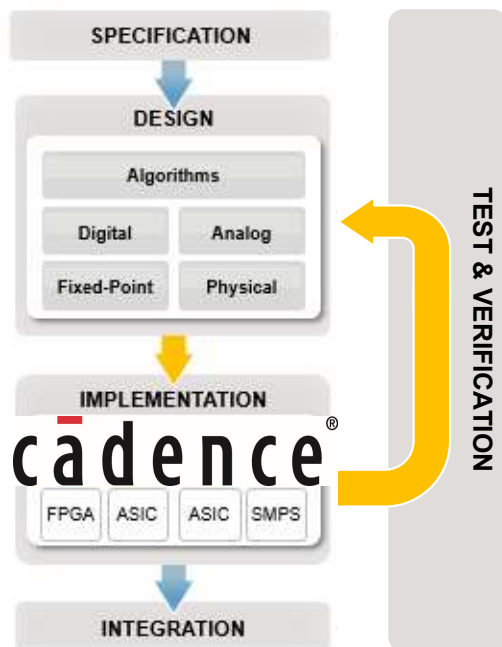 SPECIFICATION
DESIGN
Algorithms
Digital
Analog
Fixed-Point
Physical
IMPLEMENTATION
cādence®
FPGA
ASIC
ASIC
SMPS
INTEGRATION
TEST & VERIFICATION